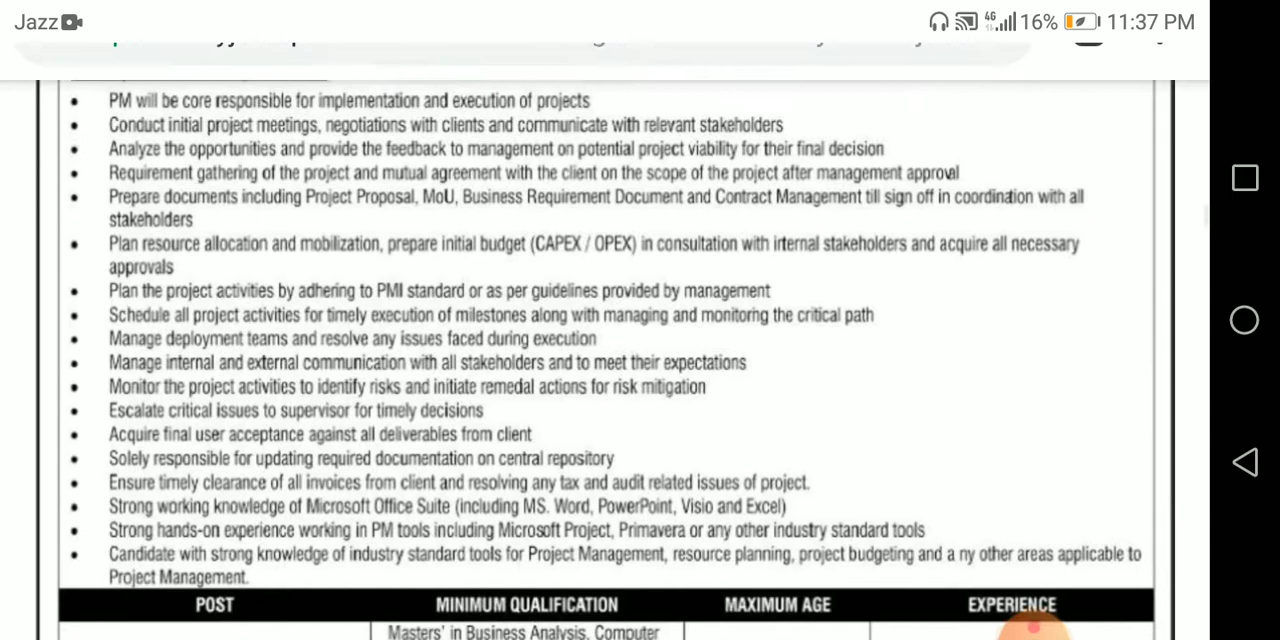 Jazz 4G 16% 11:37 PM
• PM will be core responsible for implementation and execution of projects
• Conduct initial project meetings, negotiations with clients and communicate with relevant stakeholders
• Analyze the opportunities and provide the feedback to management on potential project viability for their final decision
• Requirement gathering of the project and mutual agreement with the client on the scope of the project after management approval
• Prepare documents including Project Proposal, MoU, Business Requirement Document and Contract Management till sign off in coordination with all
stakeholders
• Plan resource allocation and mobilization, prepare initial budget (CAPEX / OPEX) in consultation with irternal stakeholders and acquire all necessary
approvals
• Plan the project activities by adhering to PMI standard or as per guidelines provided by management
• Schedule all project activities for timely execution of milestones along with managing and monitoring the critical path
• Manage deployment teams and resolve any issues faced during execution
• Manage internal and external communication with all stakeholders and to meet their expectations
• Monitor the project activities to identify risks and initiate remedal actions for risk mitigation
• Escalate critical issues to supervisor for timely decisions
• Acquire final user acceptance against all deliverables from client
• Solely responsible for updating required documentation on central repository
• Ensure timely clearance of all invoices from client and resolving any tax and audit related issues of project.
• Strong working knowledge of Microsoft Office Suite (including MS. Word, PowerPoint, Visio and Excel)
• Strong hands-on experience working in PM tools including Microsoft Project, Primavera or any other industry standard tools
• Candidate with strong knowledge of industry standard tools for Project Management, resource planning, project budgeting and a ny other areas applicable to
Project Management.
POST MINIMUM QUALIFICATION MAXIMUM AGE EXPERIENCE
Masters' in Business Analysis, Computer